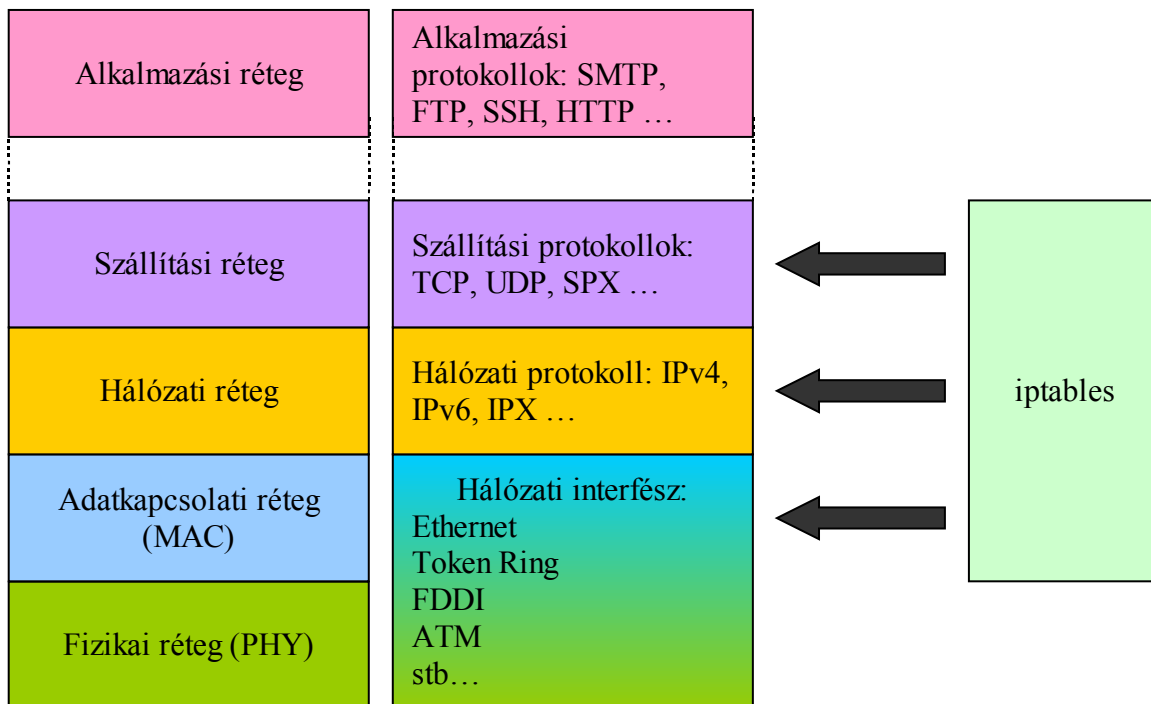 Alkalmazási réteg
Alkalmazási
protokollok: SMTP,
FTP, SSH, HTTP …
Szállítási réteg
Szállítási protokollok:
TCP, UDP, SPX …
Hálózati réteg
Hálózati protokoll: IPv4,
IPv6, IPX …
Adatkapcsolati réteg
(MAC)
Fizikai réteg (PHY)
Hálózati interfész:
Ethernet
Token Ring
FDDI
ATM
stb…
iptables